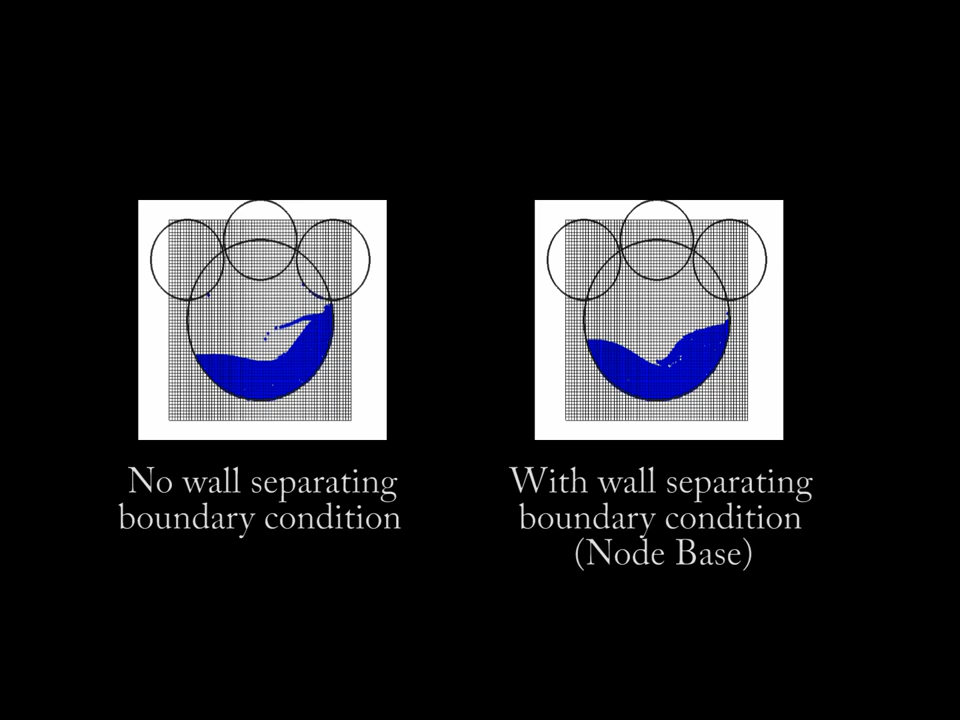 No wall separating
boundary condition
With wall separating
boundary condition
(Node Base)